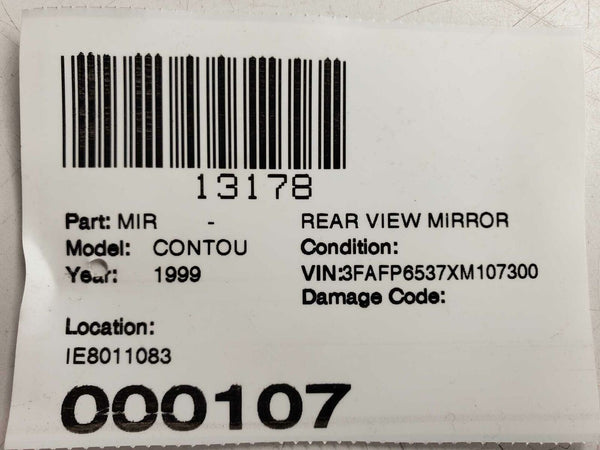 13178
Part: MIR - REAR VIEW MIRROR
Model: CONTOU Condition:
Year: 1999 VIN:3FAFP6537XM107300
Damage Code:
Location:
IE8011083
000107